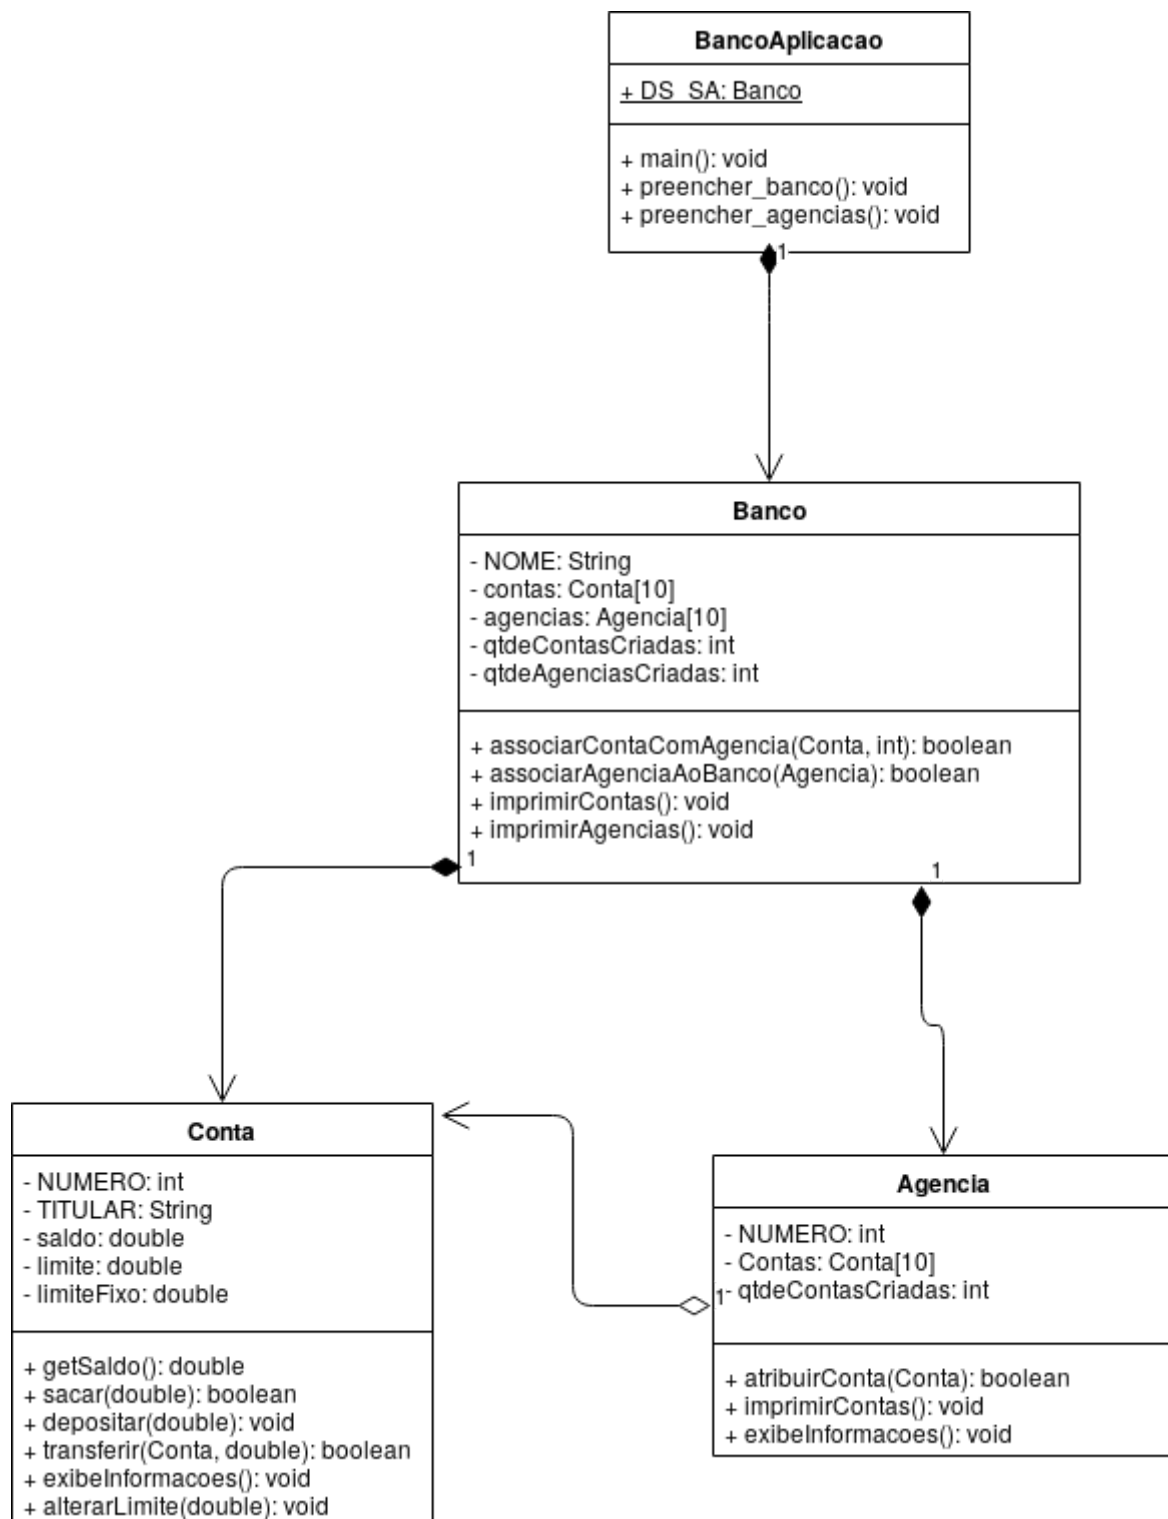 BancoAplicacao
+ DS_SA: Banco
+ main(): void
+ preencher_banco(): void
+ preencher_agencias(): void
1
Banco
- NOME: String
- contas: Conta[10]
- agencias: Agencia[10]
- qtdeContasCriadas: int
- qtdeAgenciasCriadas: int
+ associarContaComAgencia(Conta, int): boolean
+ associarAgenciaAoBanco(Agencia): boolean
+ imprimirContas(): void
+ imprimirAgencias(): void
1
1
Conta
- NUMERO: int
- TITULAR: String
- saldo: double
- limite: double
- limiteFixo: double
+ getSaldo(): double
+ sacar(double): boolean
+ depositar(double): void
+ transferir(Conta, double): boolean
+ exibeInformacoes(): void
+ alterarLimite(double): void
Agencia
- NUMERO: int
- Contas: Conta[10]
- qtdeContasCriadas: int
1
+ atribuirConta(Conta): boolean
+ imprimirContas(): void
+ exibeInformacoes(): void